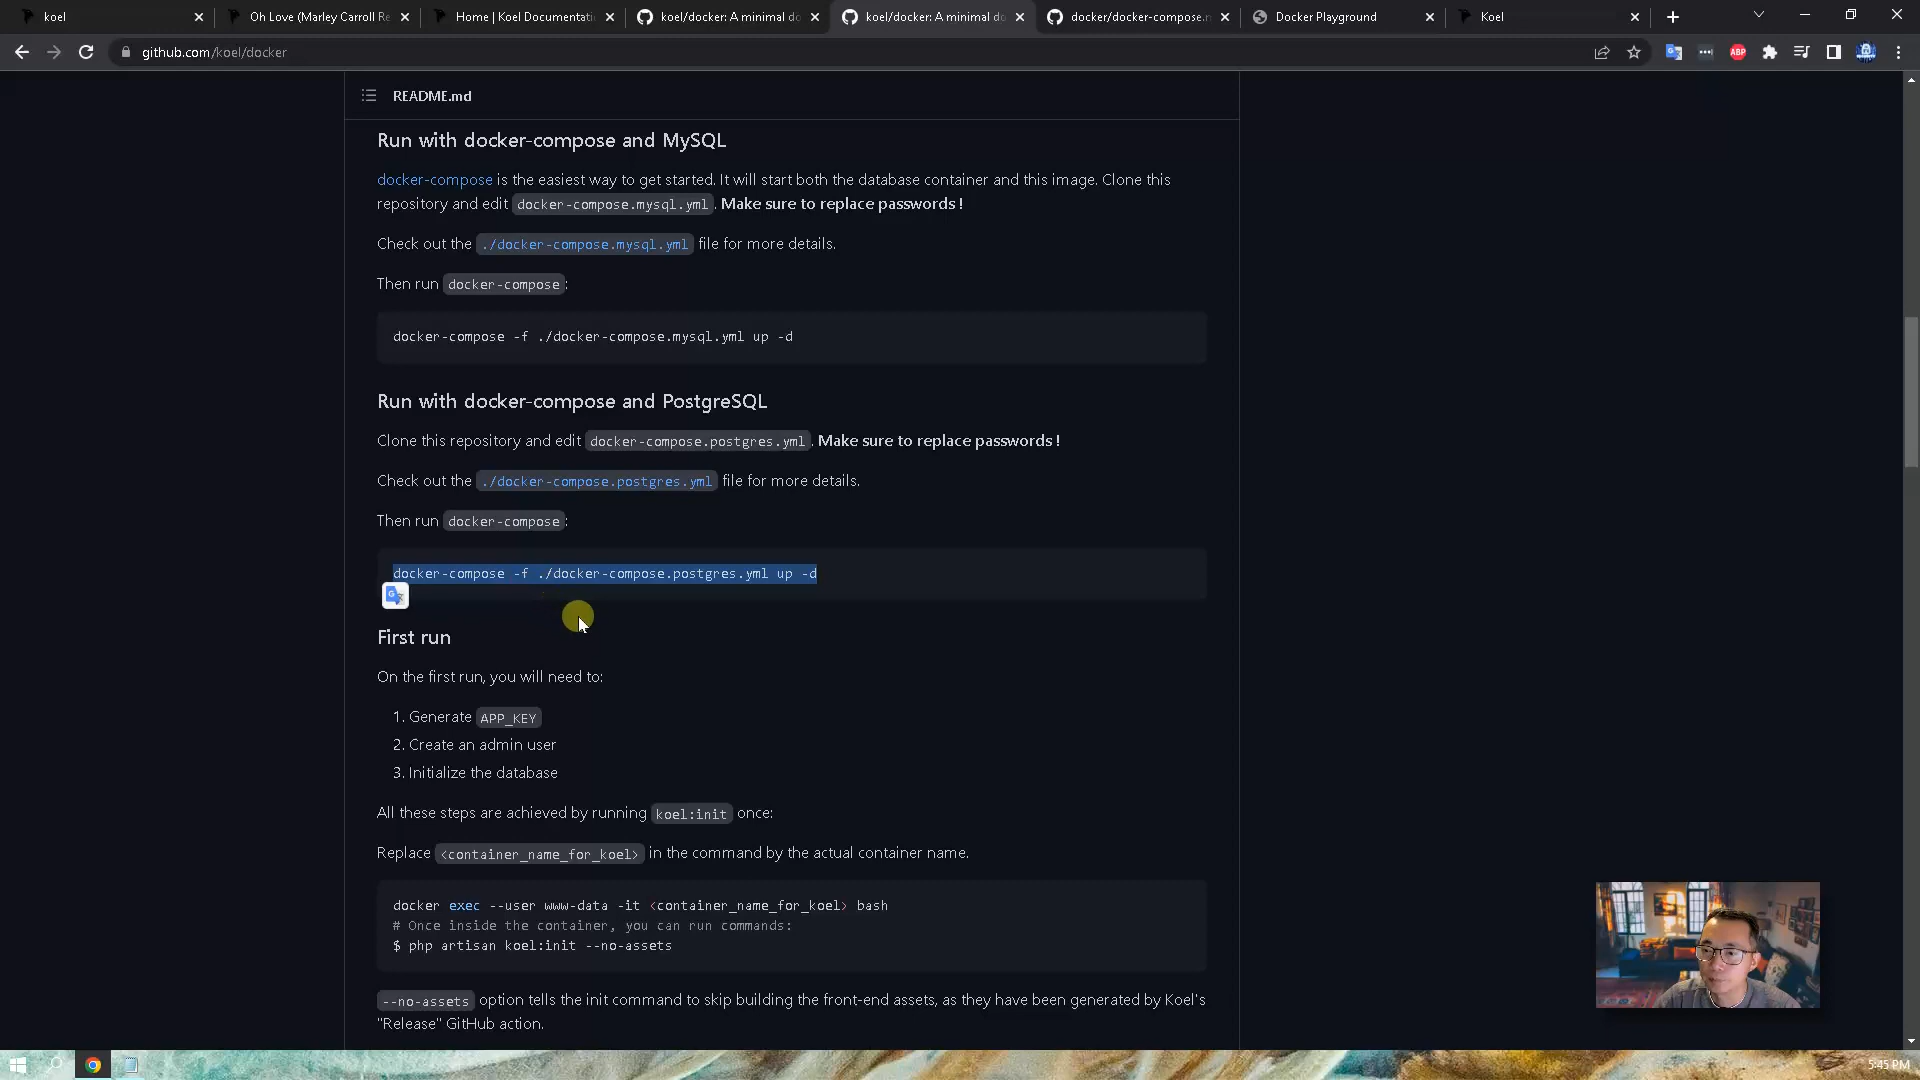 koel
Oh Love (Marley Carroll Re
Home | Koel Documentati
koel/docker: A minimal do
koel/docker: A minimal do
docker/docker-compose.m
Docker Playground
Koel
github.com/koel/docker
ABP
README.md
Run with docker-compose and MySQL
docker-compose is the easiest way to get started. It will start both the database container and this image. Clone this
repository and edit docker-compose.mysql.yml. Make sure to replace passwords !
Check out the ./docker-compose.mysql.yml file for more details.
Then run docker-compose:
docker-compose -f ./docker-compose.mysql.yml up -d
Run with docker-compose and PostgreSQL
Clone this repository and edit docker-compose.postgres.yml. Make sure to replace passwords !
Check out the ./docker-compose.postgres.yml file for more details.
Then run docker-compose:
docker-compose -f ./docker-compose.postgres.yml up -d
First run
On the first run, you will need to:
1. Generate APP_KEY
2. Create an admin user
3. Initialize the database
All these steps are achieved by running koel:init once:
Replace <container_name_for_koel> in the command by the actual container name.
docker exec --user www-data -it <container_name_for_koel> bash
# Once inside the container, you can run commands:
$ php artisan koel:init --no-assets
--no-assets option tells the init command to skip building the front-end assets, as they have been generated by Koel's
"Release" GitHub action.
5:45 PM